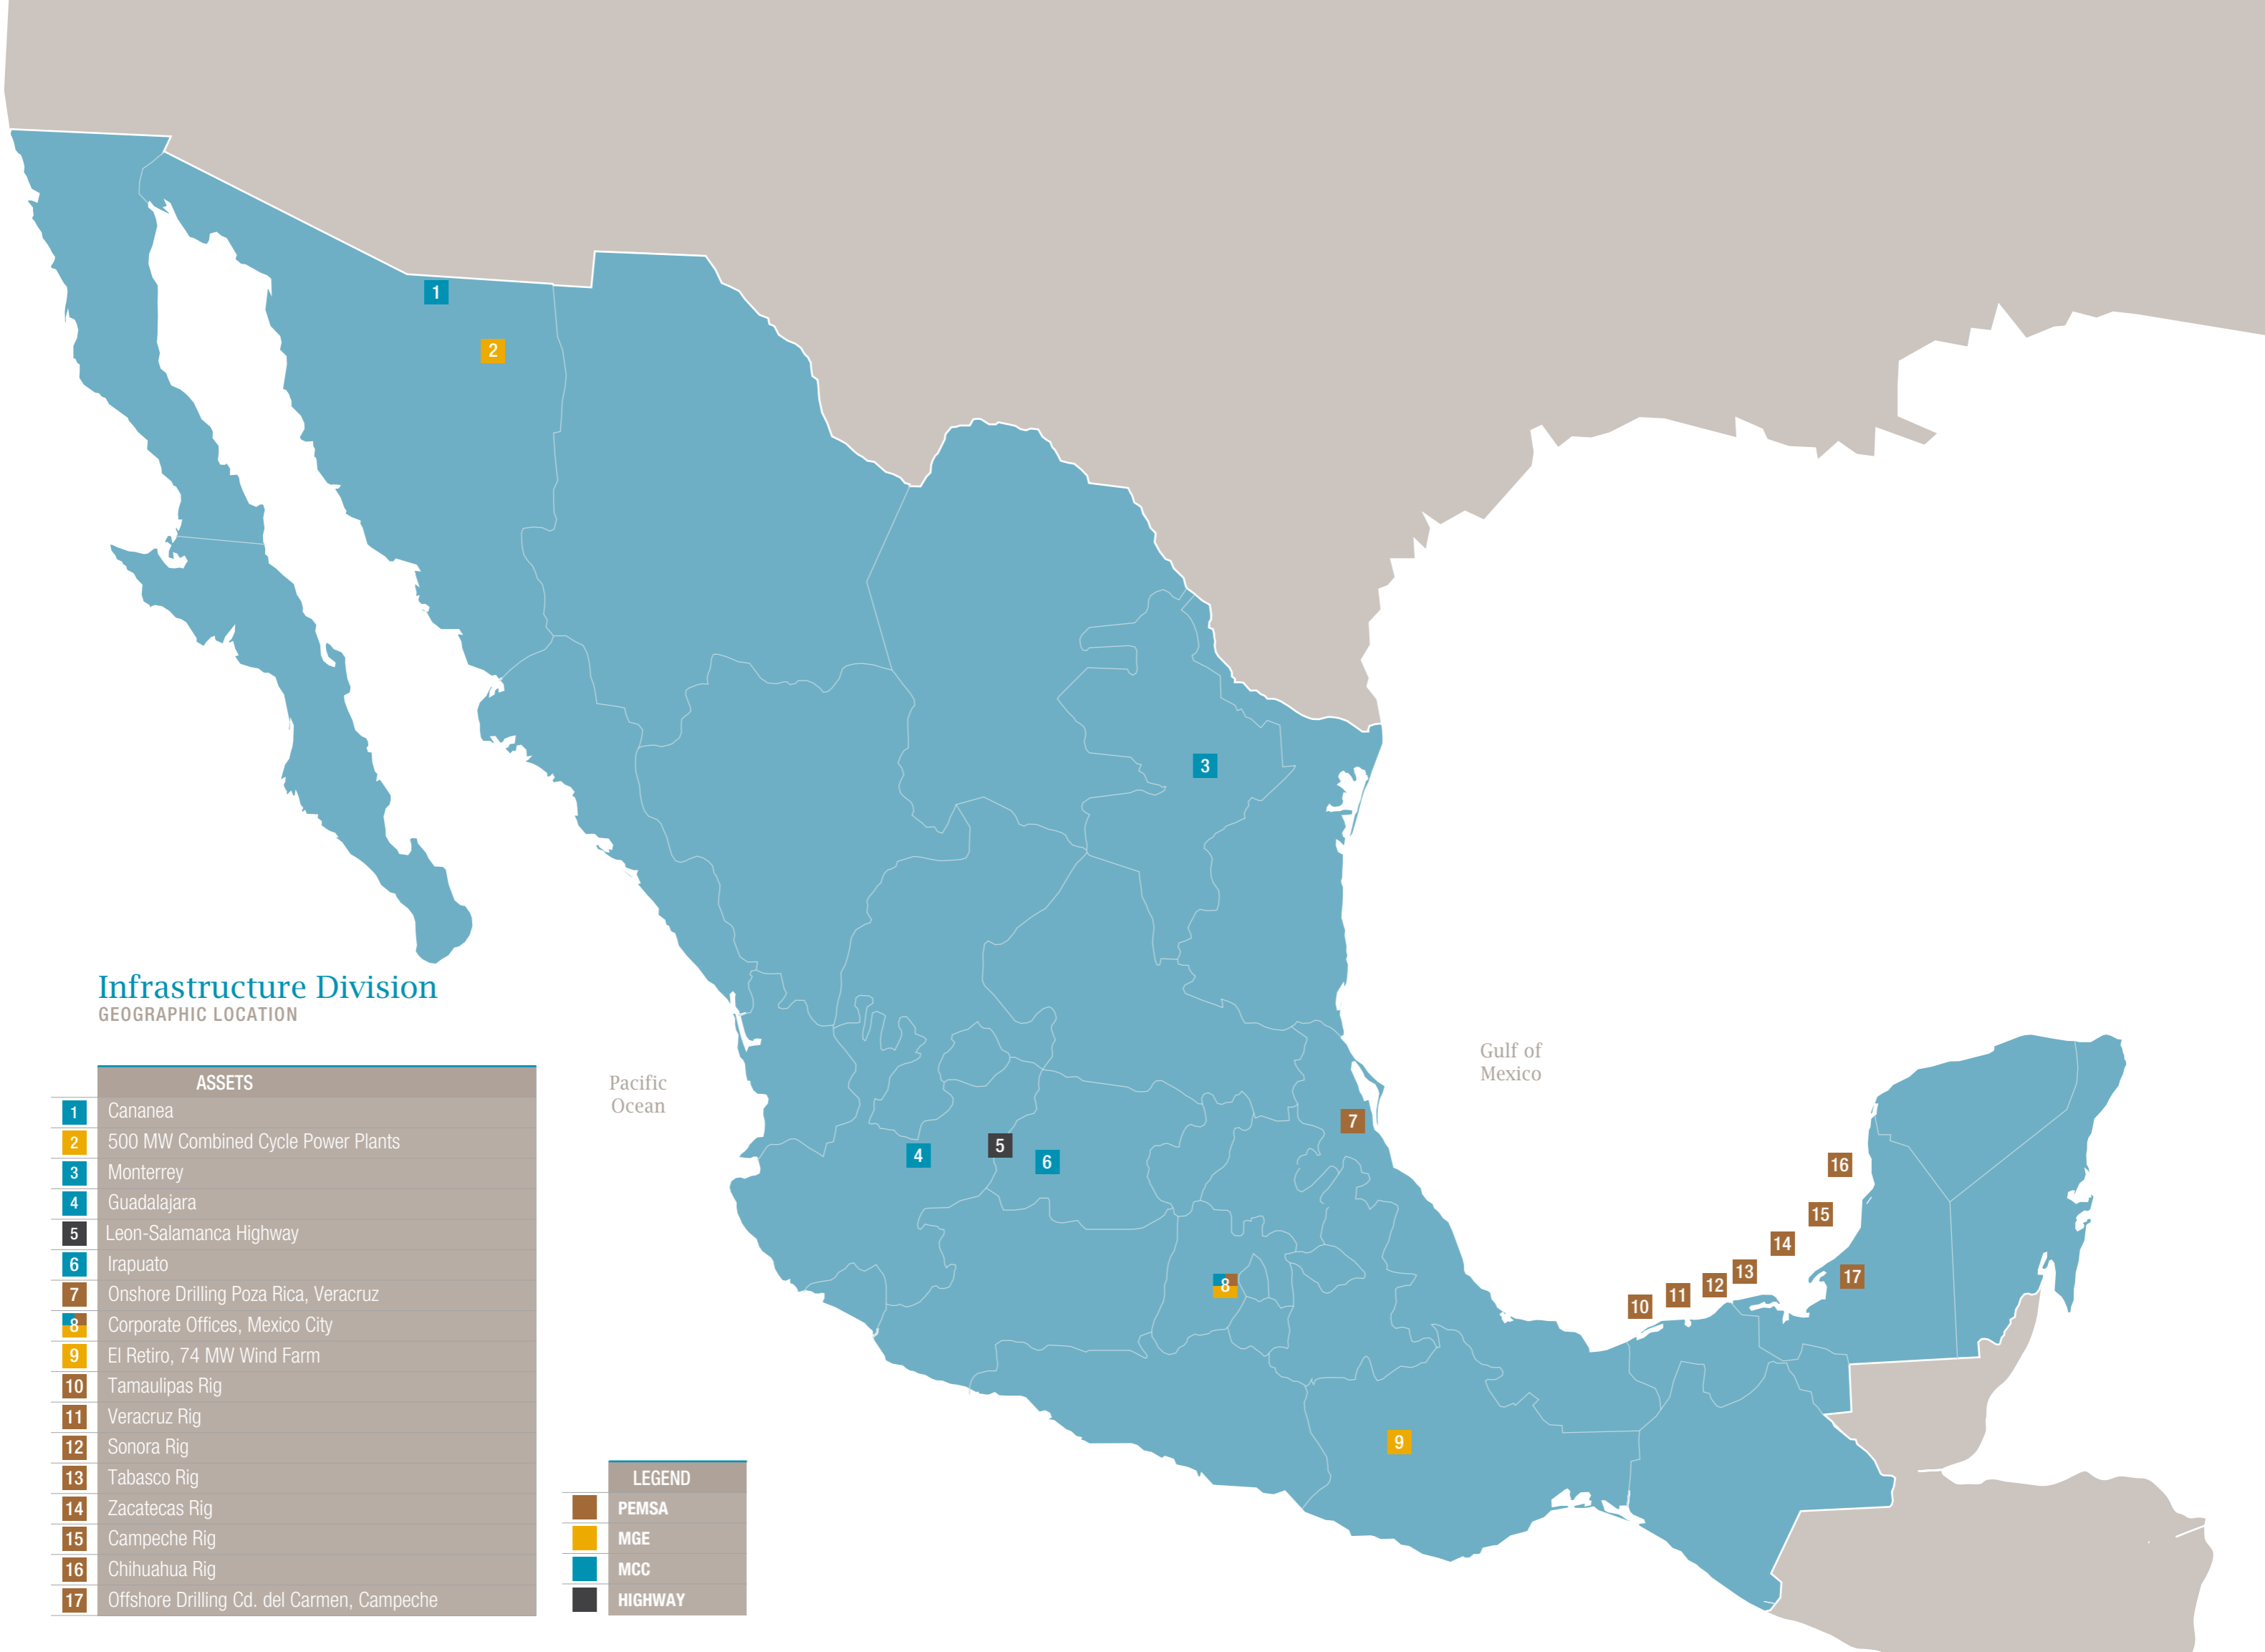 1
2
3
Infrastructure Division
GEOGRAPHIC LOCATION
Gulf of
Mexico
Pacific
Ocean
4
5
6
7
8
9
10
11
12
13
14
15
16
17
ASSETS
1 Cananea
2 500 MW Combined Cycle Power Plants
3 Monterrey
4 Guadalajara
5 Leon-Salamanca Highway
6 Irapuato
7 Onshore Drilling Poza Rica, Veracruz
8 Corporate Offices, Mexico City
9 El Retiro, 74 MW Wind Farm
10 Tamaulipas Rig
11 Veracruz Rig
12 Sonora Rig
13 Tabasco Rig
14 Zacatecas Rig
15 Campeche Rig
16 Chihuahua Rig
17 Offshore Drilling Cd. del Carmen, Campeche
LEGEND
PEMSA
MGE
MCC
HIGHWAY